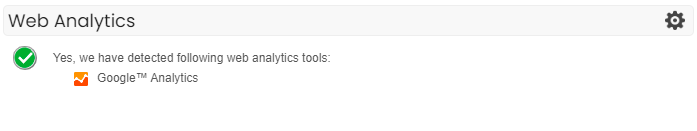 Web Analytics
Yes, we have detected following web analytics tools:
Google™ Analytics